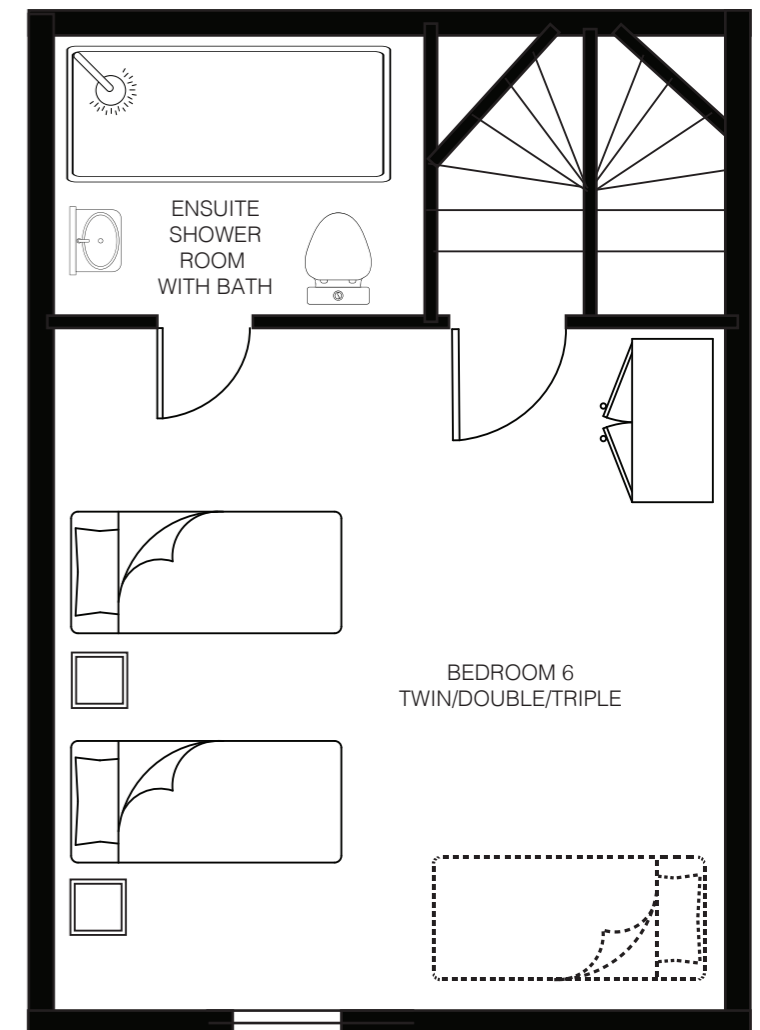 ENSUITE
SHOWER
ROOM
WITH BATH
BEDROOM 6
TWIN/DOUBLE/TRIPLE